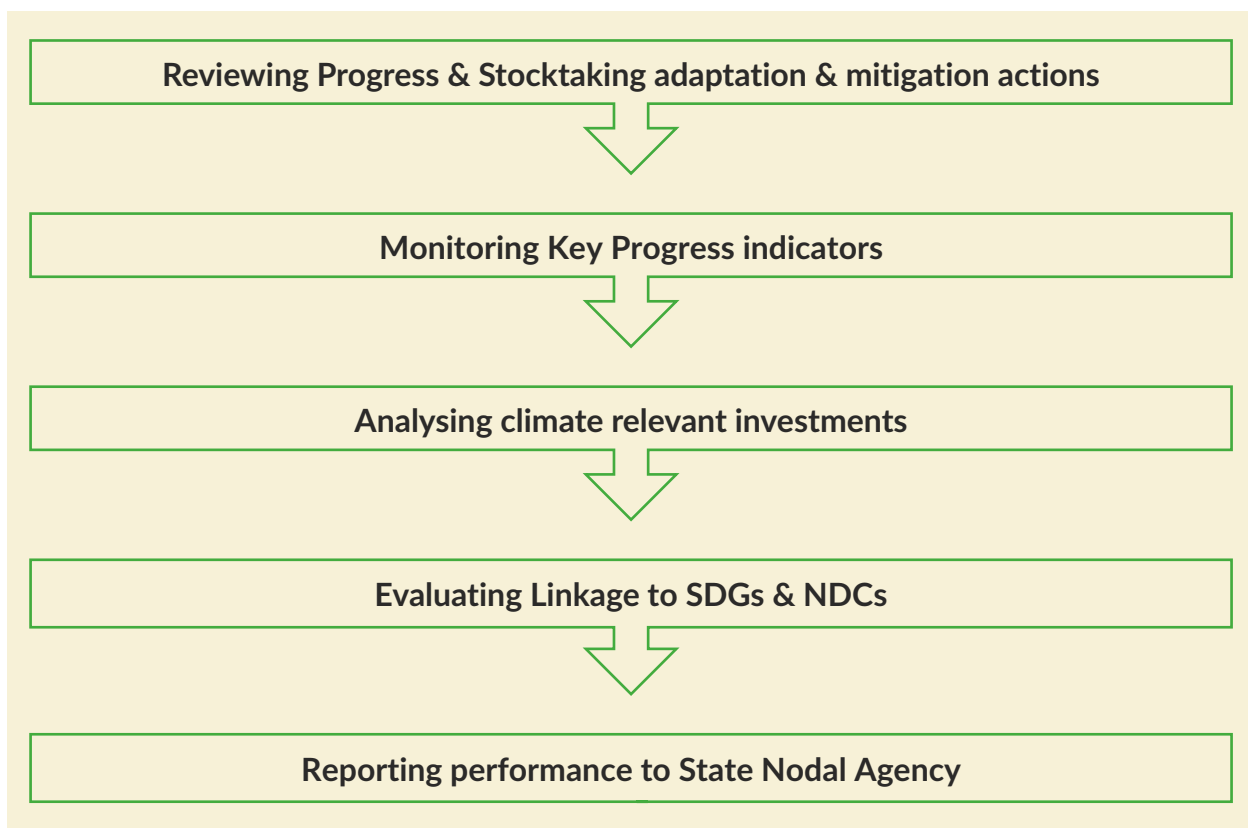 Reviewing Progress & Stocktaking adaptation & mitigation actions
Monitoring Key Progress indicators
Analysing climate relevant investments
Evaluating Linkage to SDGs & NDCs
Reporting performance to State Nodal Agency